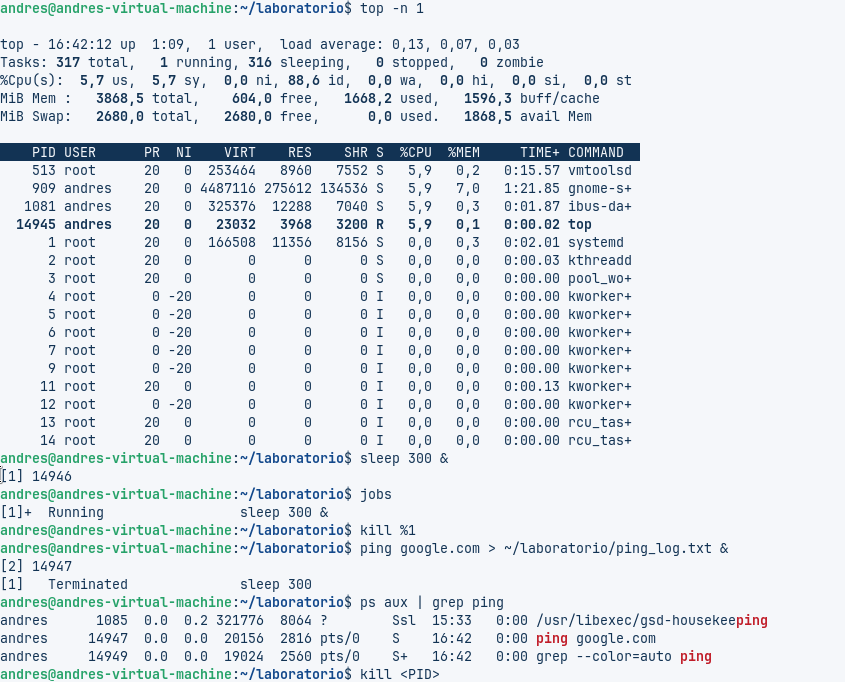 andres@andres-virtual-machine:~/laboratorio$ top -n 1
top - 16:42:12 up  1:09,  1 user,  load average: 0,13, 0,07, 0,03
Tasks: 317 total,   1 running, 316 sleeping,   0 stopped,   0 zombie
%Cpu(s):  5,7 us,  5,7 sy,  0,0 ni, 88,6 id,  0,0 wa,  0,0 hi,  0,0 si,  0,0 st
MiB Mem :   3868,5 total,    604,0 free,   1668,2 used,   1596,3 buff/cache
MiB Swap:   2680,0 total,   2680,0 free,      0,0 used.   1868,5 avail Mem
    PID USER      PR  NI    VIRT    RES    SHR S  %CPU  %MEM     TIME+ COMMAND
    513 root      20   0  253464   8960   7552 S   5,9   0,2   0:15.57 vmtoolsd
    909 andres    20   0 4487116 275612 134536 S   5,9   7,0   1:21.85 gnome-s+
   1081 andres    20   0  325376  12288   7040 S   5,9   0,3   0:01.87 ibus-da+
  14945 andres    20   0   23032   3968   3200 R   5,9   0,1   0:00.02 top
      1 root      20   0  166508  11356   8156 S   0,0   0,3   0:02.01 systemd
      2 root      20   0       0      0      0 S   0,0   0,0   0:00.03 kthreadd
      3 root      20   0       0      0      0 S   0,0   0,0   0:00.00 pool_wo+
      4 root       0 -20       0      0      0 I   0,0   0,0   0:00.00 kworker+
      5 root       0 -20       0      0      0 I   0,0   0,0   0:00.00 kworker+
      6 root       0 -20       0      0      0 I   0,0   0,0   0:00.00 kworker+
      7 root       0 -20       0      0      0 I   0,0   0,0   0:00.00 kworker+
      9 root       0 -20       0      0      0 I   0,0   0,0   0:00.00 kworker+
     11 root      20   0       0      0      0 I   0,0   0,0   0:00.13 kworker+
     12 root       0 -20       0      0      0 I   0,0   0,0   0:00.00 kworker+
     13 root      20   0       0      0      0 I   0,0   0,0   0:00.00 rcu_tas+
     14 root      20   0       0      0      0 I   0,0   0,0   0:00.00 rcu_tas+
andres@andres-virtual-machine:~/laboratorio$ sleep 300 &
[1] 14946
andres@andres-virtual-machine:~/laboratorio$ jobs
[1]+  Running                 sleep 300 &
andres@andres-virtual-machine:~/laboratorio$ kill %1
andres@andres-virtual-machine:~/laboratorio$ ping google.com > ~/laboratorio/ping_log.txt &
[2] 14947
[1]   Terminated              sleep 300
andres@andres-virtual-machine:~/laboratorio$ ps aux | grep ping
andres      1085  0.0  0.2 321776  8064 ?        Ssl  15:33   0:00 /usr/libexec/gsd-housekeeping
andres     14947  0.0  0.0  20156  2816 pts/0    S    16:42   0:00 ping google.com
andres     14949  0.0  0.0  19024  2560 pts/0    S+   16:42   0:00 grep --color=auto ping
andres@andres-virtual-machine:~/laboratorio$ kill <PID>